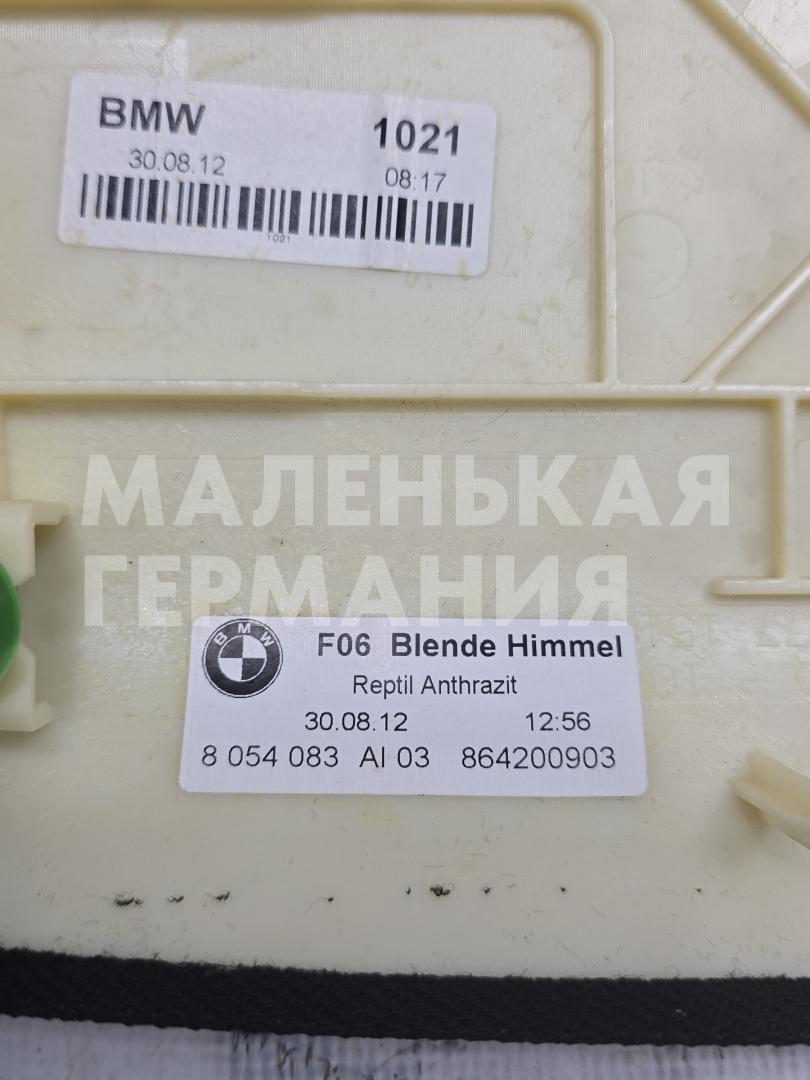 BMW 1021
30.08.12 08:17
1021
МАЛЕНЬКАЯ
ГЕРМАНИЯ
BMW
F06 Blende Himmel
Reptil Anthrazit
30.08.12 12:56
8 054 083 AI 03 864200903